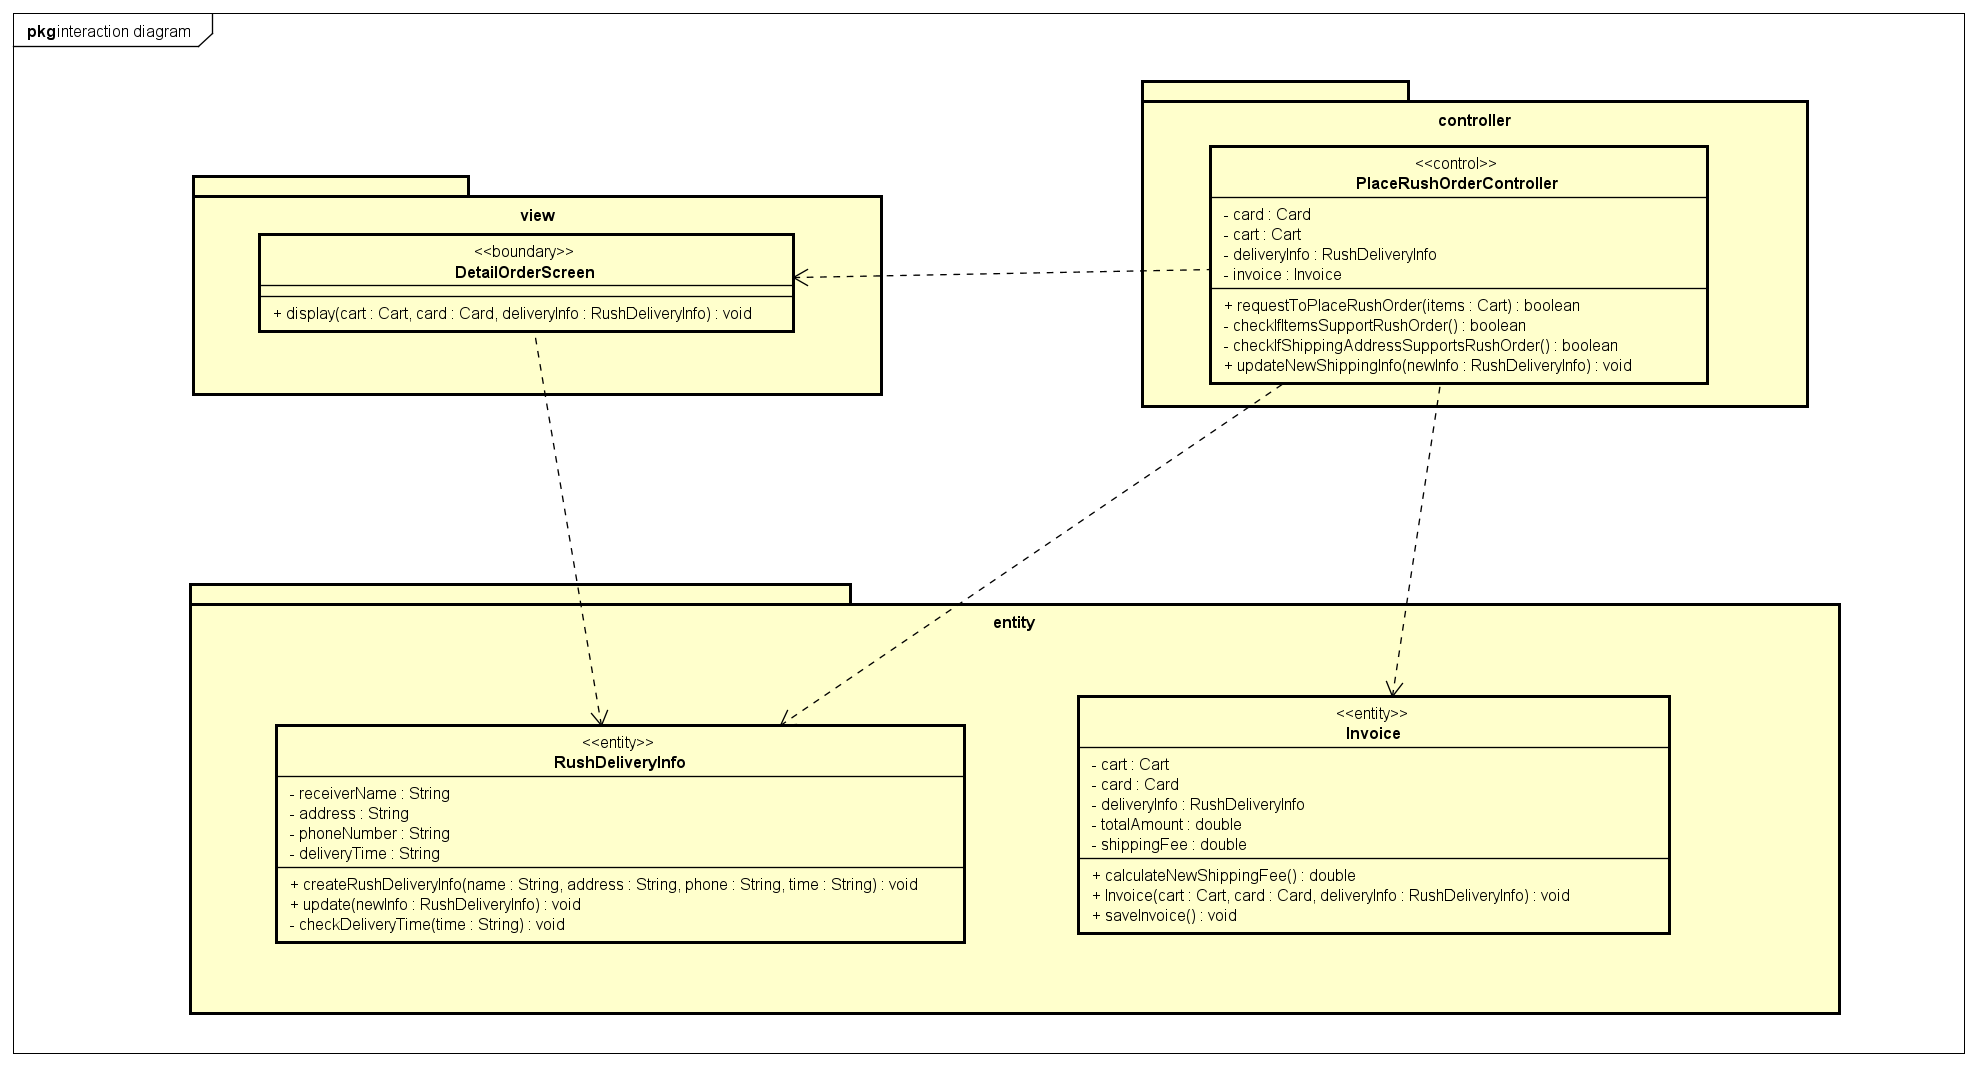 pkg interaction diagram
controller
<<control>>
PlaceRushOrderController
- card : Card
- cart : Cart
- deliveryInfo : RushDeliveryInfo
- invoice : Invoice
+ requestToPlaceRushOrder(items : Cart) : boolean
- checkIfItemsSupportRushOrder() : boolean
- checkIfShippingAddressSupportsRushOrder() : boolean
+ updateNewShippingInfo(newInfo : RushDeliveryInfo) : void
view
<<boundary>>
DetailOrderScreen
+ display(cart : Cart, card : Card, deliveryInfo : RushDeliveryInfo) : void
entity
<<entity>>
RushDeliveryInfo
- receiverName : String
- address : String
- phoneNumber : String
- deliveryTime : String
+ createRushDeliveryInfo(name : String, address : String, phone : String, time : String) : void
+ update(newInfo : RushDeliveryInfo) : void
- checkDeliveryTime(time : String) : void
<<entity>>
Invoice
- cart : Cart
- card : Card
- deliveryInfo : RushDeliveryInfo
- totalAmount : double
- shippingFee : double
+ calculateNewShippingFee() : double
+ Invoice(cart : Cart, card : Card, deliveryInfo : RushDeliveryInfo) : void
+ saveInvoice() : void